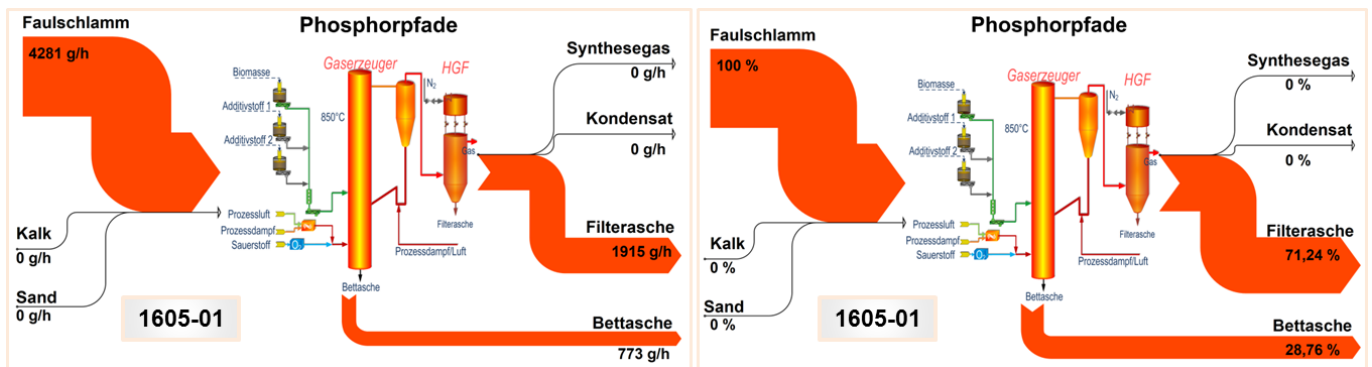 Phosphorpfade
Faulschlamm
4281 g/h
Synthesegas
0 g/h
Kondensat
0 g/h
Gaserzeuger
HGF
N2
Biomasse
Additivstoff 1
Additivstoff 2
850°C
Gas
Filterasche
Prozessluft
Prozessdampf
Sauerstoff
O2
Prozessdampf/Luft
Bettasche
Kalk
0 g/h
Sand
0 g/h
Filterasche
1915 g/h
1605-01
Bettasche
773 g/h
Phosphorpfade
Faulschlamm
100 %
Synthesegas
0 %
Kondensat
0 %
Gaserzeuger
HGF
N2
Biomasse
Additivstoff 1
Additivstoff 2
850°C
Gas
Filterasche
Prozessluft
Prozessdampf
Sauerstoff
O2
Prozessdampf/Luft
Bettasche
Kalk
0 %
Sand
0 %
Filterasche
71,24 %
1605-01
Bettasche
28,76 %